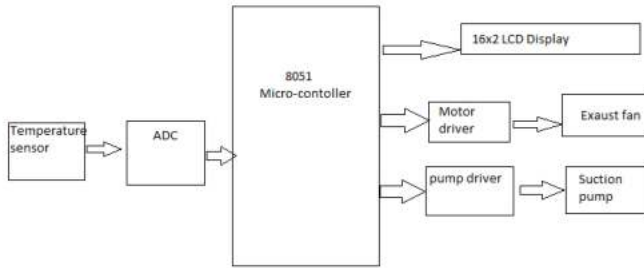 16x2 LCD Display
8051
Micro-contoller
Temperature
sensor
ADC
Motor
driver
Exaust fan
pump driver
Suction
pump